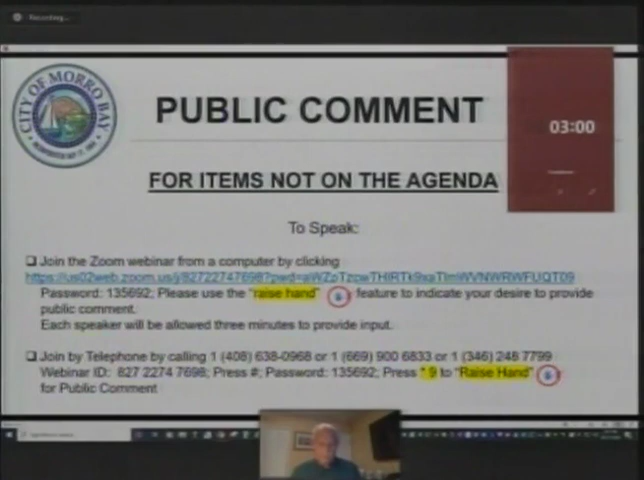 Recording...
CITY OF MORRO BAY
PUBLIC COMMENT
03:00
FOR ITEMS NOT ON THE AGENDA
To Speak:
❑ Join the Zoom webinar from a computer by clicking
Password: 135692; Please use the "raise hand" feature to indicate your desire to provide
public comment.
Each speaker will be allowed three minutes to provide input.
❑ Join by Telephone by calling 1 (408) 638-0968 or 1 (669) 900 6833 or 1 (346) 248 7799
Webinar ID: 827 2274 7698; Press #; Password: 135692; Press * 9 to "Raise Hand"
for Public Comment